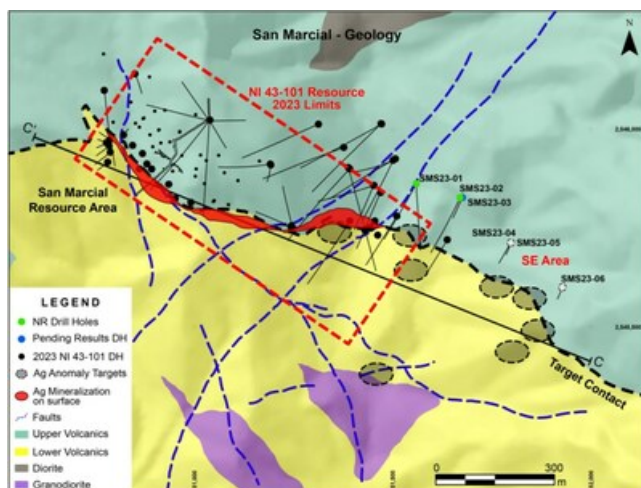 San Marcial - Geology
N
NI 43-101 Resource
2023 Limits
C'
SMS23-01
SMS23-02
SMS23-03
San Marcial
Resource Area
SMS23-04
SMS23-05
SE Area
SMS23-06
LEGEND
NR Drill Holes
Pending Results DH
2023 NI 43-101 DH
Ag Anomaly Targets
Ag Mineralization
on surface
Faults
Upper Volcanics
Lower Volcanics
Diorite
Granodiorite
C
Target Contact
0
300
m